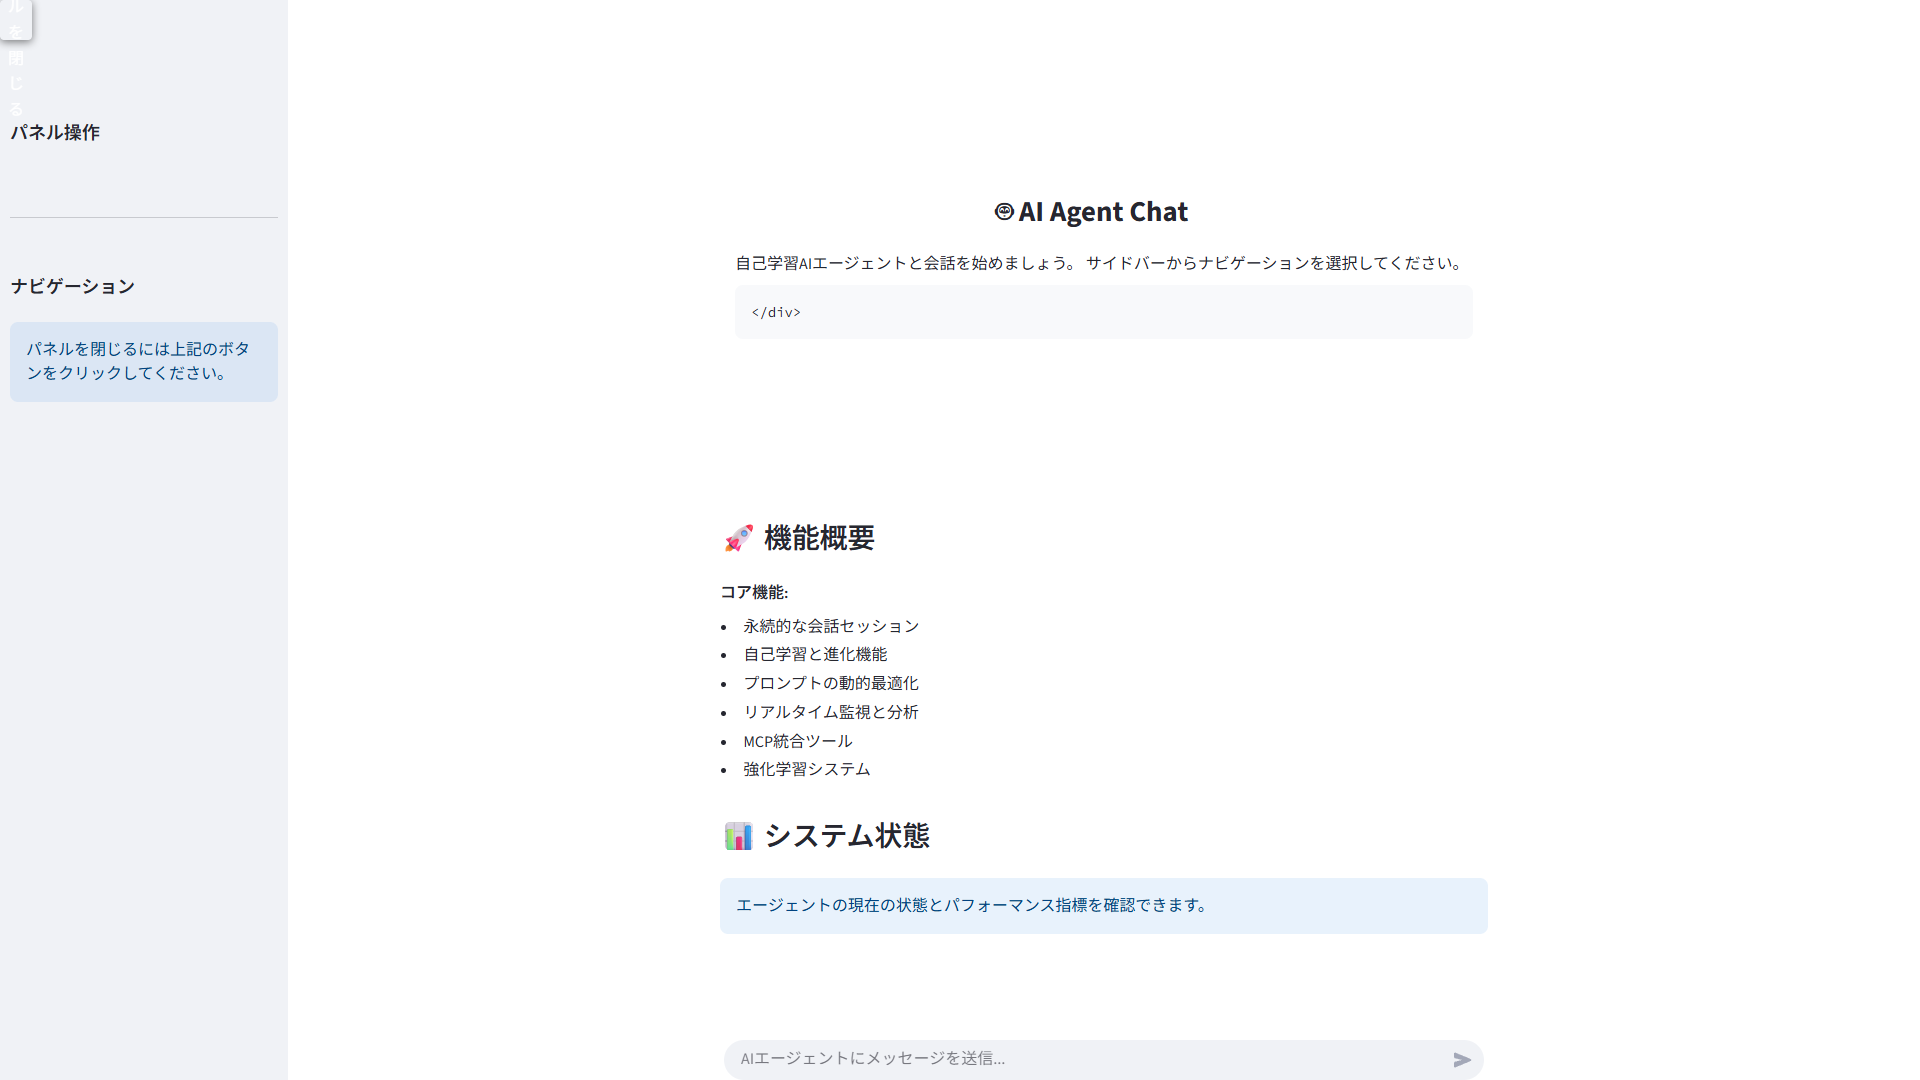 ルを閉じる
パネル操作
ナビゲーション
パネルを閉じるには上記のボタ
ンをクリックしてください。
AI Agent Chat
自己学習AIエージェントと会話を始めましょう。 サイドバーからナビゲーションを選択してください。
</div>
🚀 機能概要
コア機能:
• 永続的な会話セッション
• 自己学習と進化機能
• プロンプトの動的最適化
• リアルタイム監視と分析
• MCP統合ツール
• 強化学習システム
📊 システム状態
エージェントの現在の状態とパフォーマンス指標を確認できます。
AIエージェントにメッセージを送信...